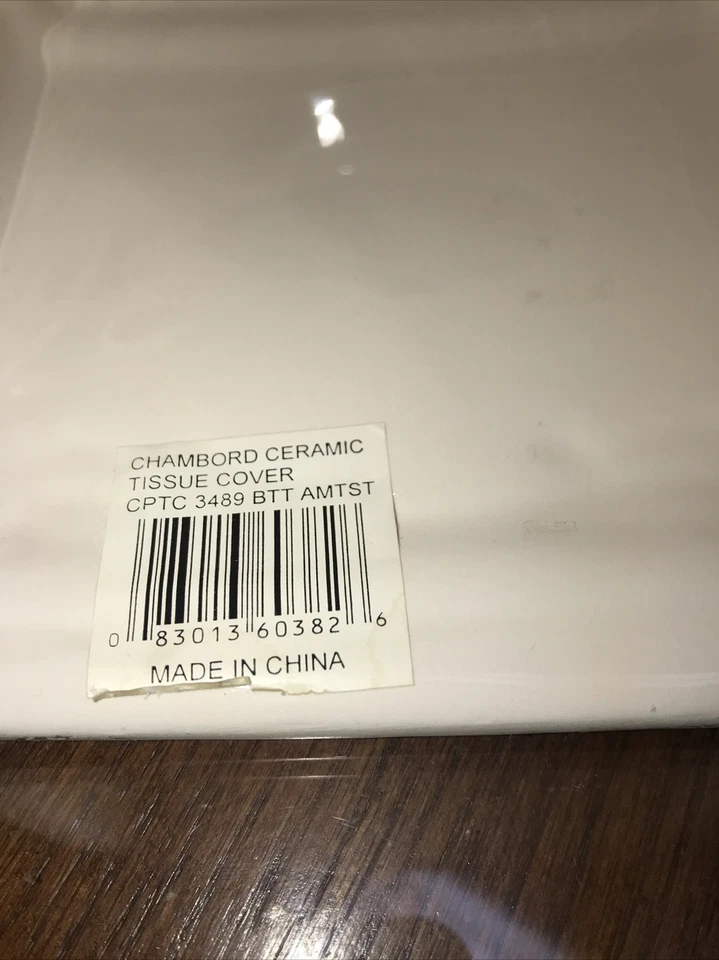 CHAMBORD CERAMIC
TISSUE COVER
CPTC 3489 BTT AMTST
0 83013 60382 6
MADE IN CHINA